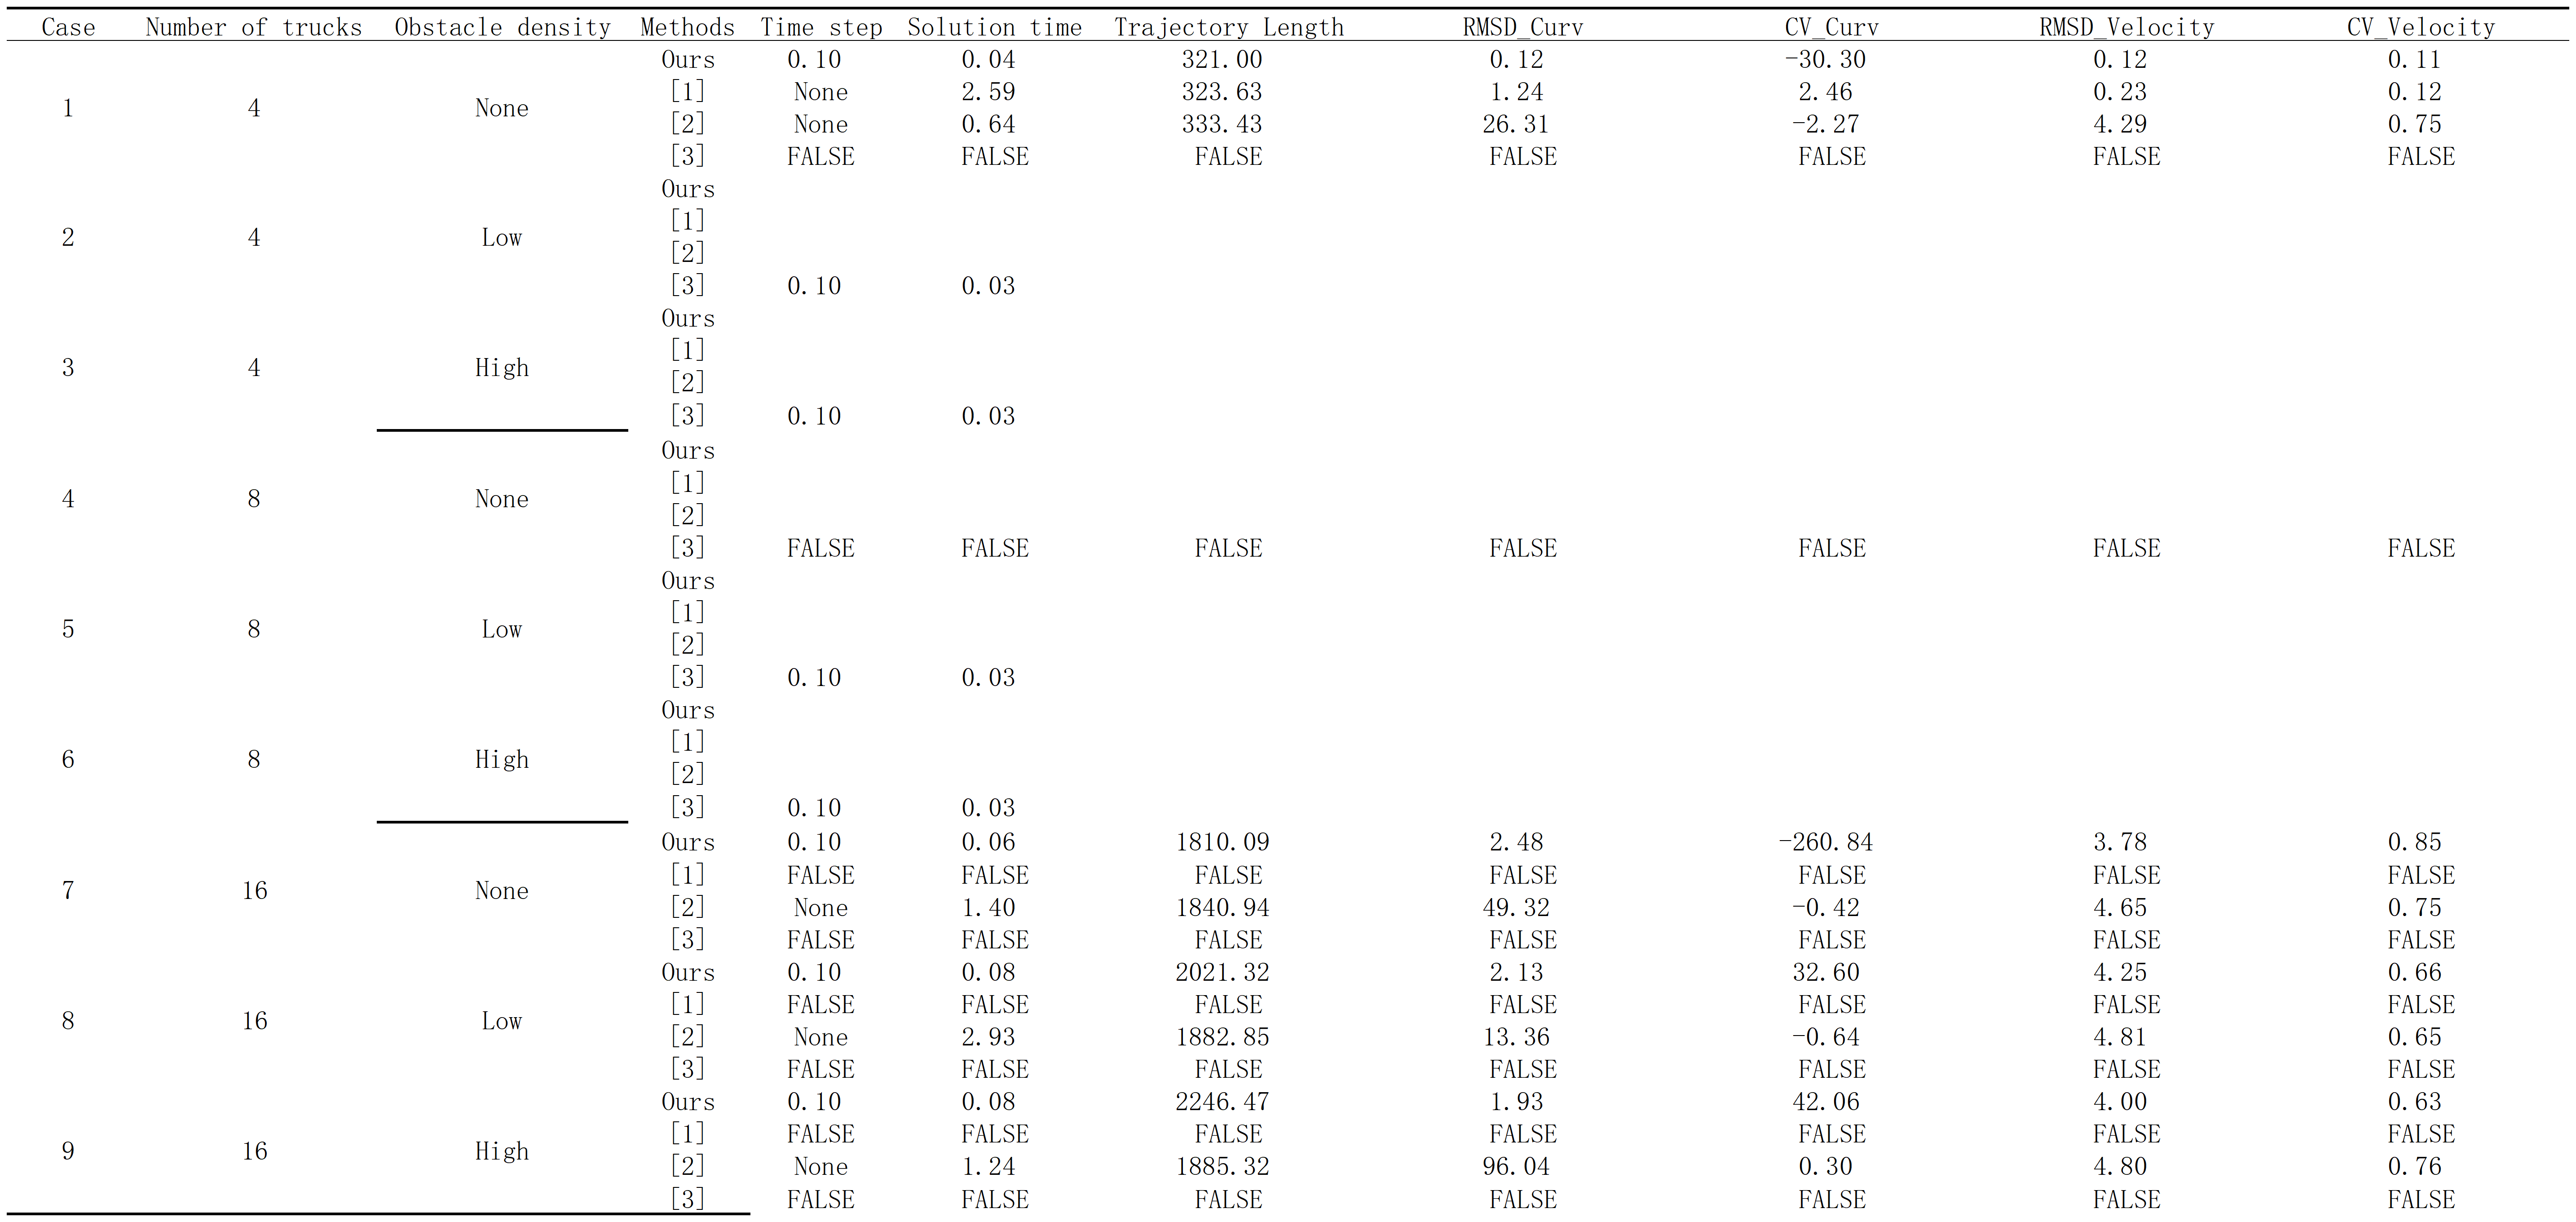 Case Number of trucks Obstacle density Methods Time step Solution time Trajectory Length RMSD_Curv CV_Curv RMSD_Velocity CV_Velocity
Ours 0.10 0.04 321.00 0.12 -30.30 0.12 0.11
[1] None 2.59 323.63 1.24 2.46 0.23 0.12
1 4 None
[2] None 0.64 333.43 26.31 -2.27 4.29 0.75
[3] FALSE FALSE FALSE FALSE FALSE FALSE FALSE
Ours
[1]
2 4 Low
[2]
[3] 0.10 0.03
Ours
[1]
3 4 High
[2]
[3] 0.10 0.03
Ours
[1]
4 8 None
[2]
[3] FALSE FALSE FALSE FALSE FALSE FALSE FALSE
Ours
[1]
5 8 Low
[2]
[3] 0.10 0.03
Ours
[1]
6 8 High
[2]
[3] 0.10 0.03
Ours 0.10 0.06 1810.09 2.48 -260.84 3.78 0.85
[1] FALSE FALSE FALSE FALSE FALSE FALSE FALSE
7 16 None
[2] None 1.40 1840.94 49.32 -0.42 4.65 0.75
[3] FALSE FALSE FALSE FALSE FALSE FALSE FALSE
Ours 0.10 0.08 2021.32 2.13 32.60 4.25 0.66
[1] FALSE FALSE FALSE FALSE FALSE FALSE FALSE
8 16 Low
[2] None 2.93 1882.85 13.36 -0.64 4.81 0.65
[3] FALSE FALSE FALSE FALSE FALSE FALSE FALSE
Ours 0.10 0.08 2246.47 1.93 42.06 4.00 0.63
[1] FALSE FALSE FALSE FALSE FALSE FALSE FALSE
9 16 High
[2] None 1.24 1885.32 96.04 0.30 4.80 0.76
[3] FALSE FALSE FALSE FALSE FALSE FALSE FALSE